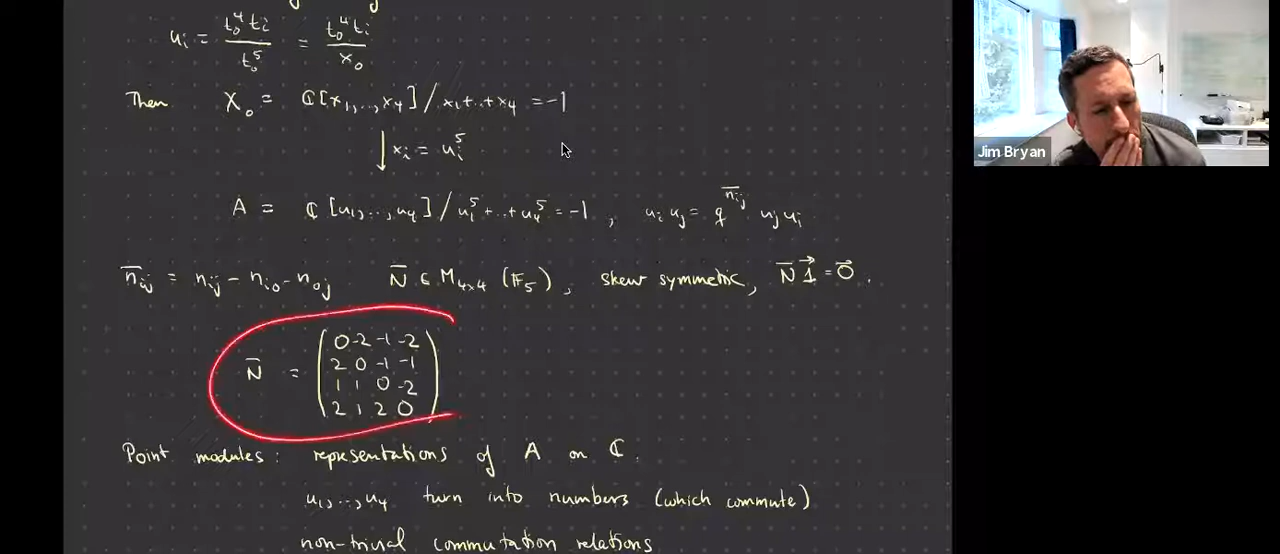 u_i = t_0^4 t_i / t_0^5 = t_0^4 t_i / x_0
Then X_0 = ℂ[x_1,..,x_4] / x_1+..+x_4 = -1
↓ x_i = u_i^5
A = ℂ[u_1,..,u_4] / u_1^5+..+u_4^5 = -1 , u_i u_j = q^{n̄_ij} u_j u_i
n̄_ij = n_ij - n_i0 - n_0j N̄ ∈ M_4x4 (𝔽_5) , skew symmetric, N̄ 1⃗ = 0⃗ .
N̄ = ( 0 -2 -1 -2
2 0 -1 -1
1 1 0 -2
2 1 2 0 )
Point modules: representations of A on ℂ.
u_1,..,u_4 turn into numbers (which commute)
non-trivial commutation relations
Jim Bryan